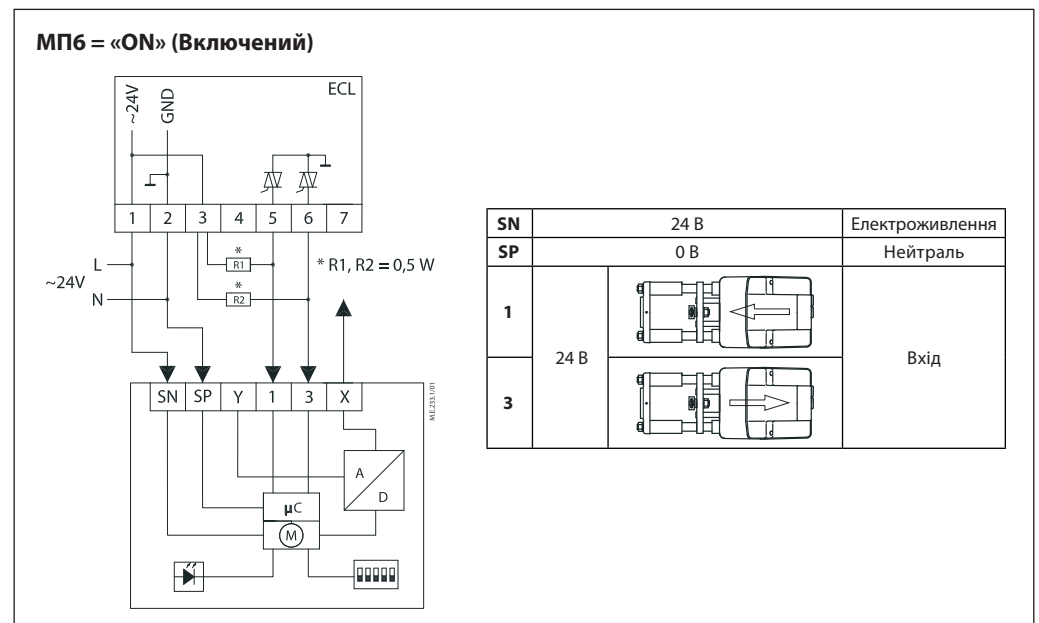 МП6 = «ON» (Включений)
ECL
~24V
GND
1 2 3 4 5 6 7
*
R1
* R1, R2 = 0,5 W
L
~24V
N
*
R2
SN SP Y 1 3 X
M.E.233.1/01
A
D
µC
M
SN 24 В Електроживлення
SP 0 В Нейтраль
1
24 В
Вхід
3